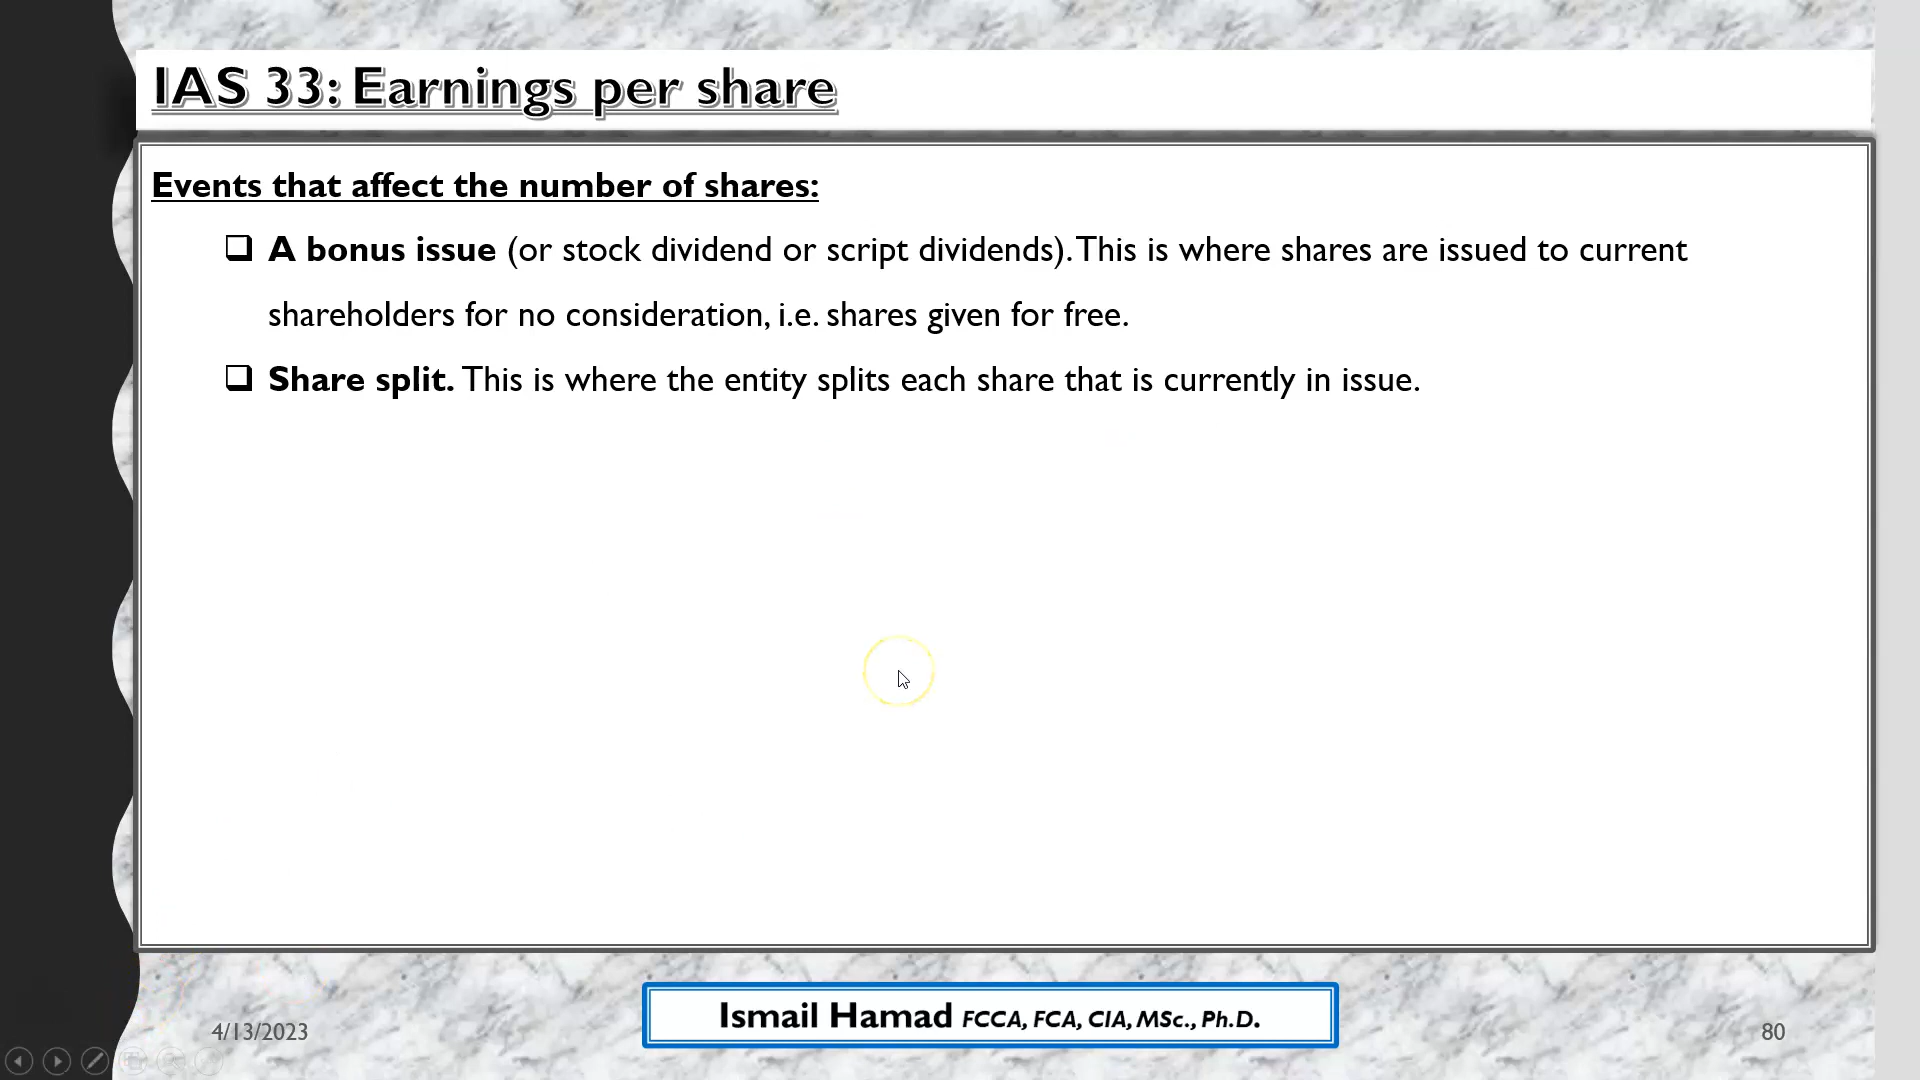 IAS 33: Earnings per share
Events that affect the number of shares:
❑ A bonus issue (or stock dividend or script dividends). This is where shares are issued to current
shareholders for no consideration, i.e. shares given for free.
❑ Share split. This is where the entity splits each share that is currently in issue.
Ismail Hamad FCCA, FCA, CIA, MSc., Ph.D.
4/13/2023
80